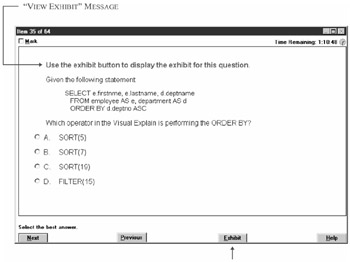 "VIEW EXHIBIT" MESSAGE
Item 35 of 64
Mark
Time Remaining: 1:18:48
Use the exhibit button to display the exhibit for this question.
Given the following statement
SELECT e.firstnme, e.lastname, d.deptname
FROM employee AS e, department AS d
ORDER BY d.deptno ASC
Which operator in the Visual Explain is performing the ORDER BY?
A. SORT(5)
B. SORT(7)
C. SORT(19)
D. FILTER(15)
Select the best answer.
Next Previous Exhibit Help